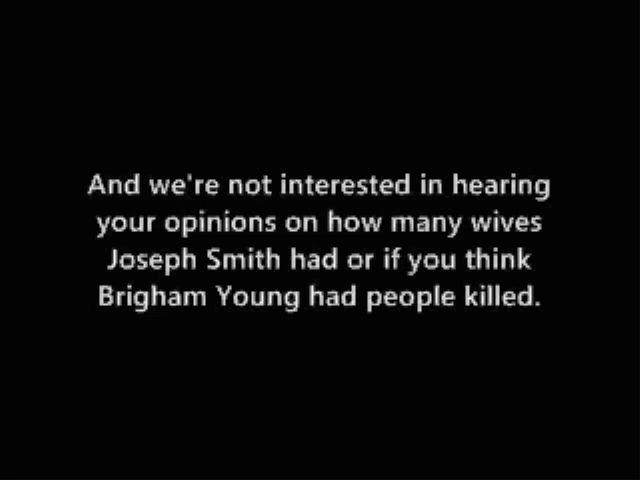 And we're not interested in hearing
your opinions on how many wives
Joseph Smith had or if you think
Brigham Young had people killed.